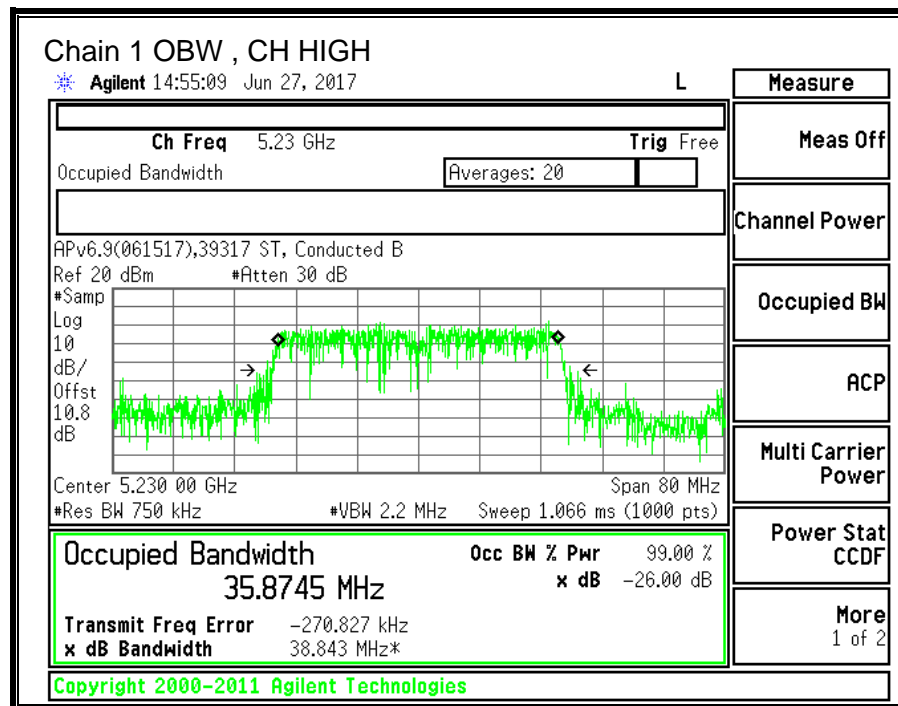 Chain 1 OBW , CH HIGH
Agilent 14:55:09 Jun 27, 2017 L
Measure
Ch Freq 5.23 GHz Trig Free
Meas Off
Occupied Bandwidth Averages: 20
Channel Power
APv6.9(061517),39317 ST, Conducted B
Ref 20 dBm #Atten 30 dB
#Samp
Log
10
dB/
Offst
10.8
dB
Occupied BW
ACP
Multi Carrier
Power
Center 5.230 00 GHz Span 80 MHz
#Res BW 750 kHz #VBW 2.2 MHz Sweep 1.066 ms (1000 pts)
Power Stat
CCDF
Occupied Bandwidth Occ BW % Pwr 99.00 %
35.8745 MHz x dB -26.00 dB
Transmit Freq Error -270.827 kHz
x dB Bandwidth 38.843 MHz*
More
1 of 2
Copyright 2000-2011 Agilent Technologies